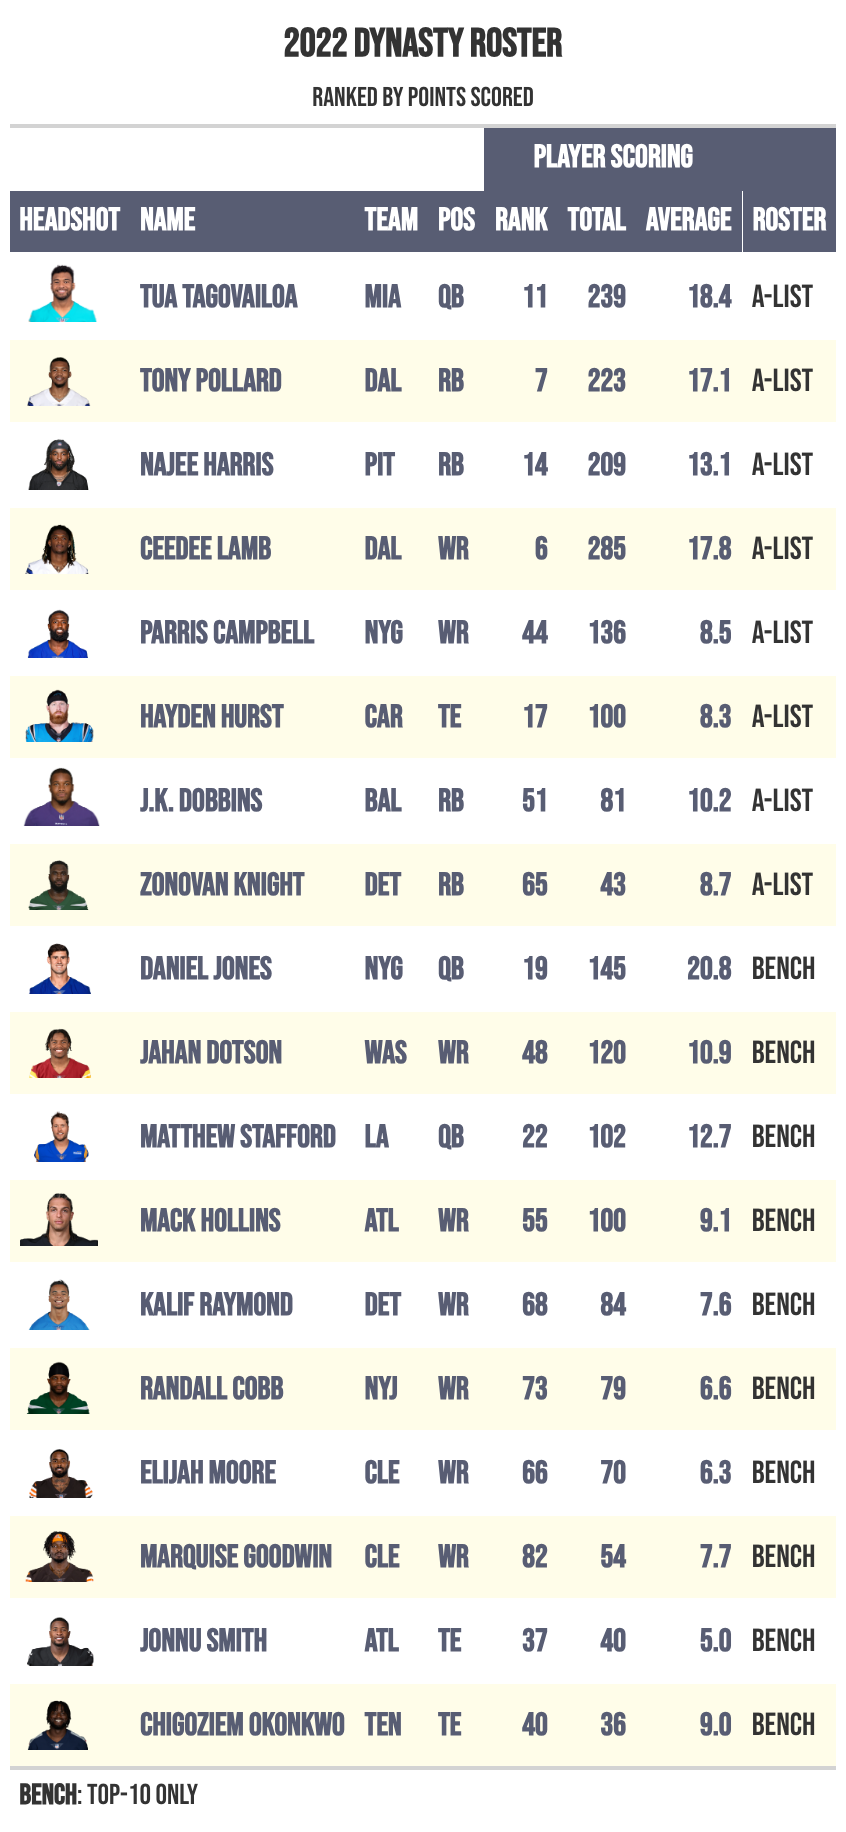 2022 DYNASTY ROSTER
RANKED BY POINTS SCORED
PLAYER SCORING
HEADSHOT NAME TEAM POS RANK TOTAL AVERAGE ROSTER
TUA TAGOVAILOA MIA QB 11 239 18.4 A-LIST
TONY POLLARD DAL RB 7 223 17.1 A-LIST
NAJEE HARRIS PIT RB 14 209 13.1 A-LIST
CEEDEE LAMB DAL WR 6 285 17.8 A-LIST
PARRIS CAMPBELL NYG WR 44 136 8.5 A-LIST
HAYDEN HURST CAR TE 17 100 8.3 A-LIST
J.K. DOBBINS BAL RB 51 81 10.2 A-LIST
ZONOVAN KNIGHT DET RB 65 43 8.7 A-LIST
DANIEL JONES NYG QB 19 145 20.8 BENCH
JAHAN DOTSON WAS WR 48 120 10.9 BENCH
MATTHEW STAFFORD LA QB 22 102 12.7 BENCH
MACK HOLLINS ATL WR 55 100 9.1 BENCH
KALIF RAYMOND DET WR 68 84 7.6 BENCH
RANDALL COBB NYJ WR 73 79 6.6 BENCH
ELIJAH MOORE CLE WR 66 70 6.3 BENCH
MARQUISE GOODWIN CLE WR 82 54 7.7 BENCH
JONNU SMITH ATL TE 37 40 5.0 BENCH
CHIGOZIEM OKONKWO TEN TE 40 36 9.0 BENCH
BENCH: TOP-10 ONLY